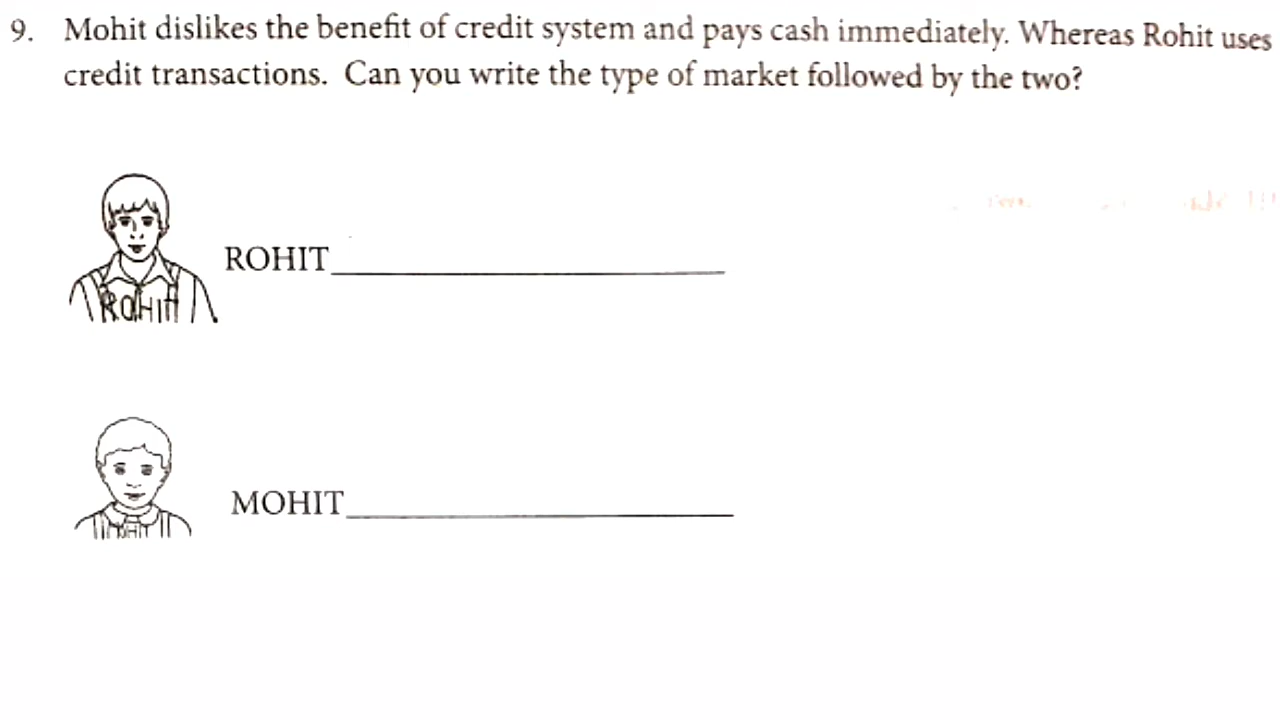 9. Mohit dislikes the benefit of credit system and pays cash immediately. Whereas Rohit uses
credit transactions. Can you write the type of market followed by the two?
ROHIT
ROHIT
MOHIT